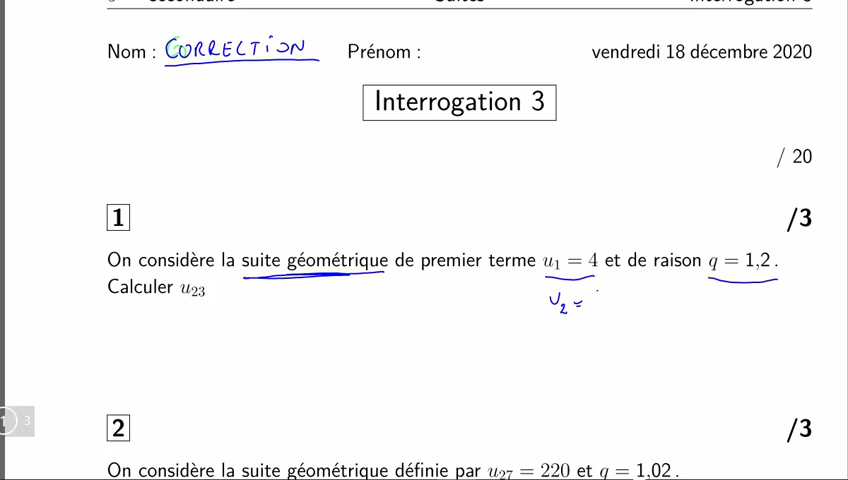 Nom : CORRECTION Prénom : vendredi 18 décembre 2020
Interrogation 3
/ 20
1 /3
On considère la suite géométrique de premier terme u₁ = 4 et de raison q = 1,2 .
Calculer u₂₃
U₂ =
1 3
2 /3
On considère la suite géométrique définie par u₂₇ = 220 et q = 1,02 .